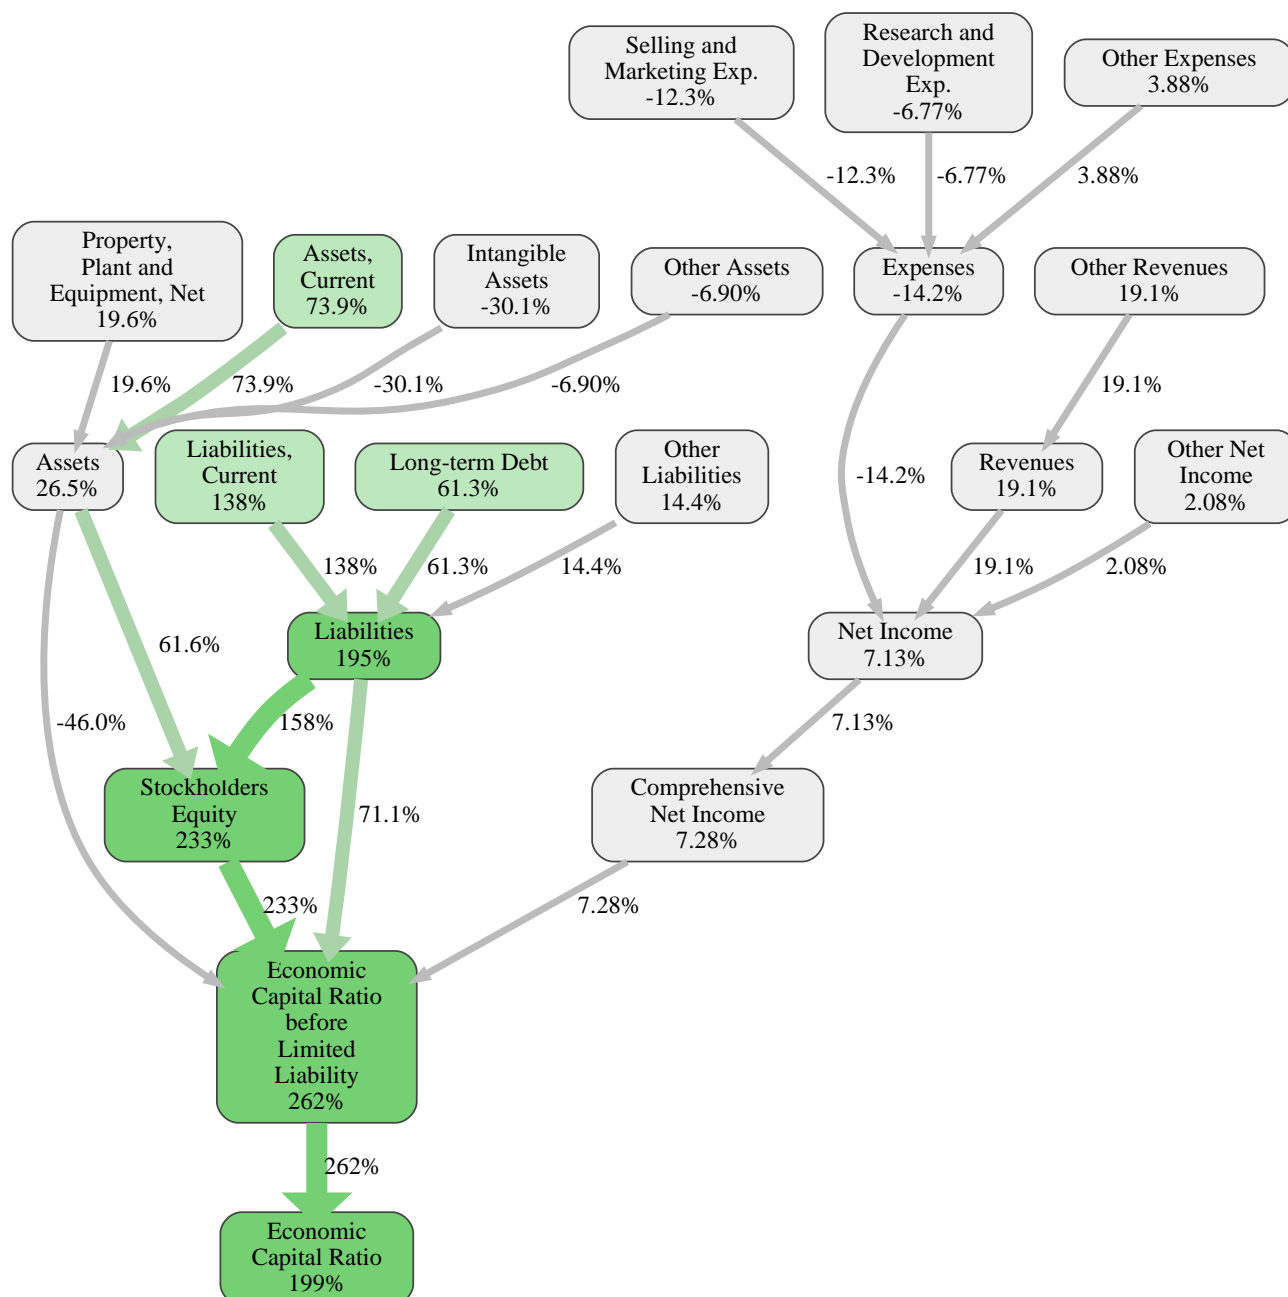 Selling and
Marketing Exp.
-12.3%
Research and
Development
Exp.
-6.77%
Other Expenses
3.88%
-12.3%
-6.77%
3.88%
Property,
Plant and
Equipment, Net
19.6%
Assets,
Current
73.9%
Intangible
Assets
-30.1%
Other Assets
-6.90%
Expenses
-14.2%
Other Revenues
19.1%
19.6%
73.9%
-30.1%
-6.90%
19.1%
Assets
26.5%
Liabilities,
Current
138%
Long-term Debt
61.3%
Other
Liabilities
14.4%
-14.2%
Revenues
19.1%
Other Net
Income
2.08%
138%
61.3%
14.4%
19.1%
2.08%
Liabilities
195%
Net Income
7.13%
61.6%
-46.0%
158%
7.13%
Stockholders
Equity
233%
71.1%
Comprehensive
Net Income
7.28%
233%
7.28%
Economic
Capital Ratio
before
Limited
Liability
262%
262%
Economic
Capital Ratio
199%